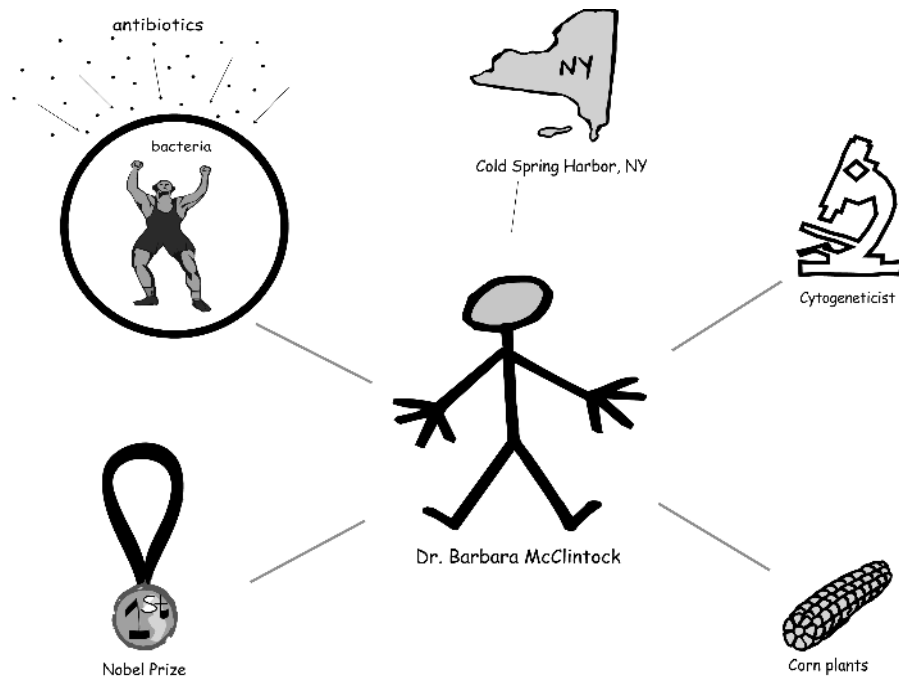 antibiotics
bacteria
NY
Cold Spring Harbor, NY
Cytogeneticist
Dr. Barbara McClintock
1st
Nobel Prize
Corn plants